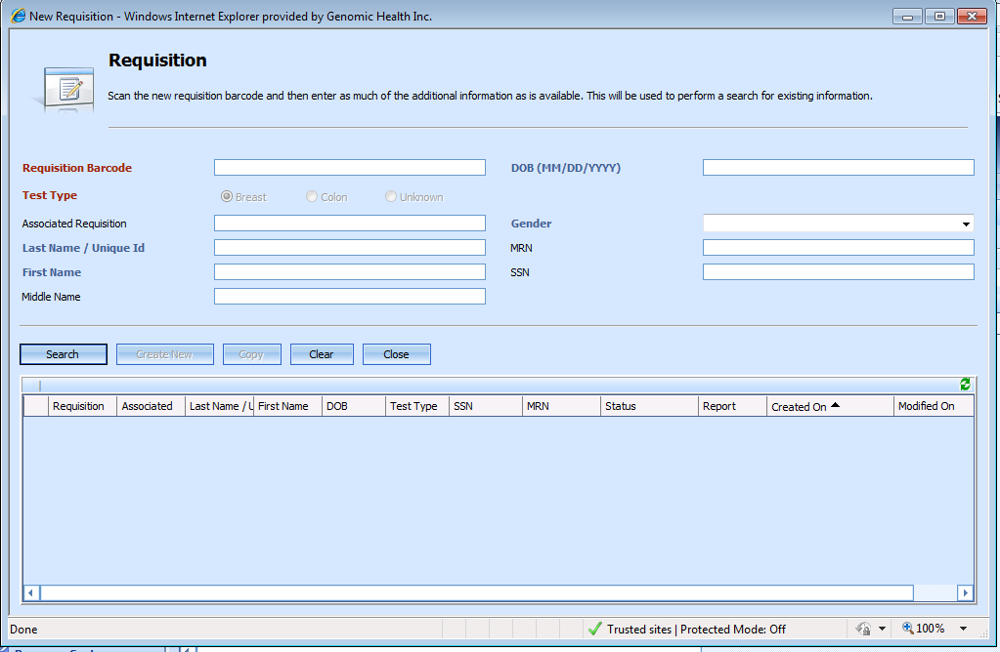 New Requisition - Windows Internet Explorer provided by Genomic Health Inc.
Requisition
Scan the new requisition barcode and then enter as much of the additional information as is available. This will be used to perform a search for existing information.
Requisition Barcode DOB (MM/DD/YYYY)
Test Type Breast Colon Unknown
Associated Requisition Gender
Last Name / Unique Id MRN
First Name SSN
Middle Name
Search Create New Copy Clear Close
Requisition Associated Last Name / U First Name DOB Test Type SSN MRN Status Report Created On Modified On
Done Trusted sites | Protected Mode: Off 100%